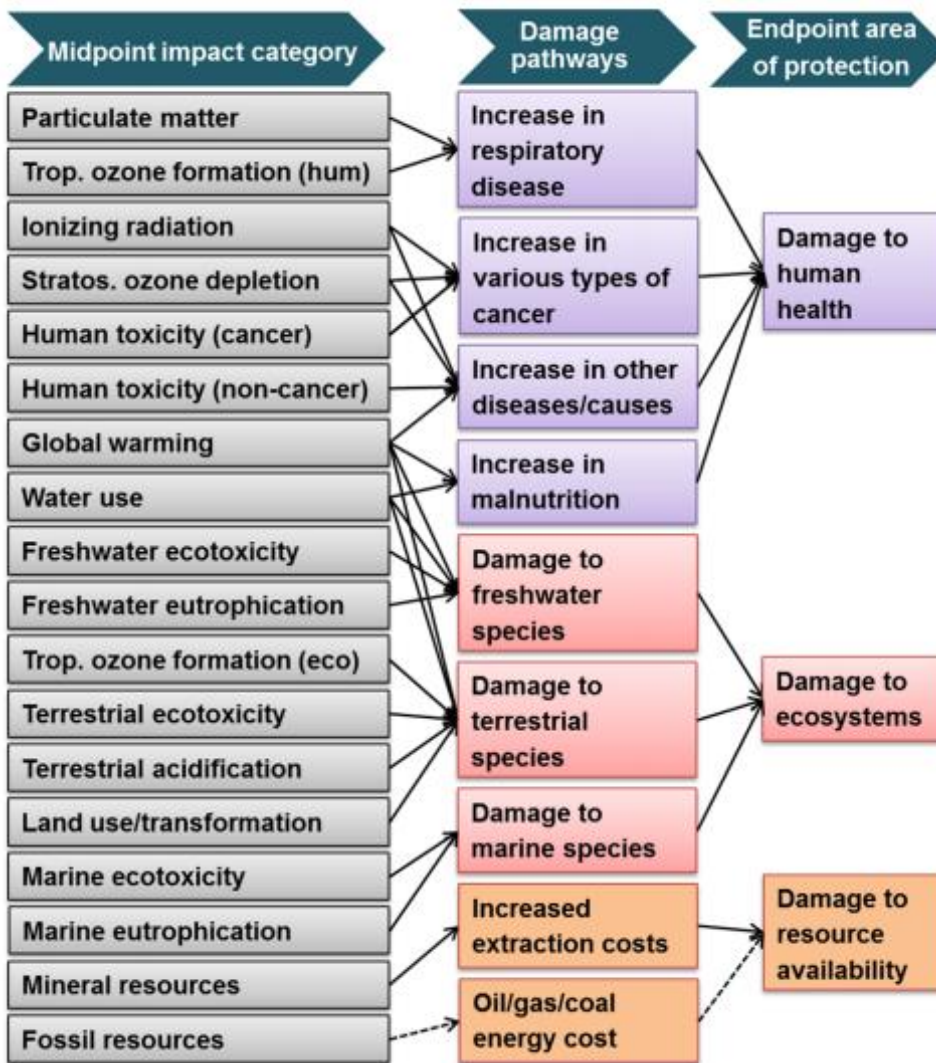 Midpoint impact category
Damage
pathways
Endpoint area
of protection
Particulate matter
Trop. ozone formation (hum)
Ionizing radiation
Stratos. ozone depletion
Human toxicity (cancer)
Human toxicity (non-cancer)
Global warming
Water use
Freshwater ecotoxicity
Freshwater eutrophication
Trop. ozone formation (eco)
Terrestrial ecotoxicity
Terrestrial acidification
Land use/transformation
Marine ecotoxicity
Marine eutrophication
Mineral resources
Fossil resources
Increase in
respiratory
disease
Increase in
various types of
cancer
Increase in other
diseases/causes
Increase in
malnutrition
Damage to
freshwater
species
Damage to
terrestrial
species
Damage to
marine species
Increased
extraction costs
Oil/gas/coal
energy cost
Damage to
human
health
Damage to
ecosystems
Damage to
resource
availability